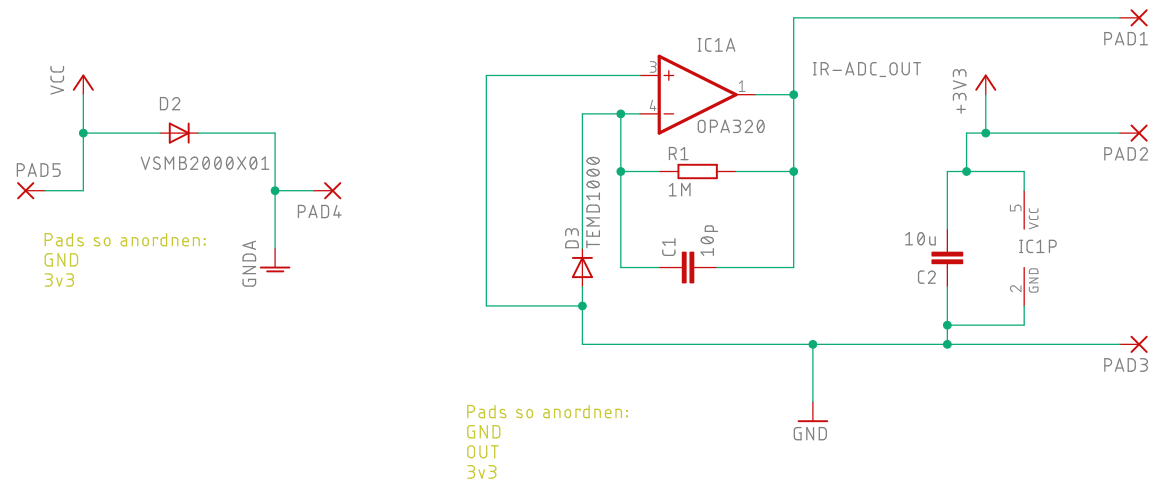 IC1A
PAD1
VCC
3
1
IR-ADC_OUT
+3V3
D2
4
OPA320
VSMB2000X01
R1
PAD2
PAD5
1M
TEMD1000
PAD4
5
VCC
Pads so anordnen:
GND
3v3
GNDA
D3
C1
10p
10u
IC1P
C2
2
GND
PAD3
Pads so anordnen:
GND
OUT
3v3
GND